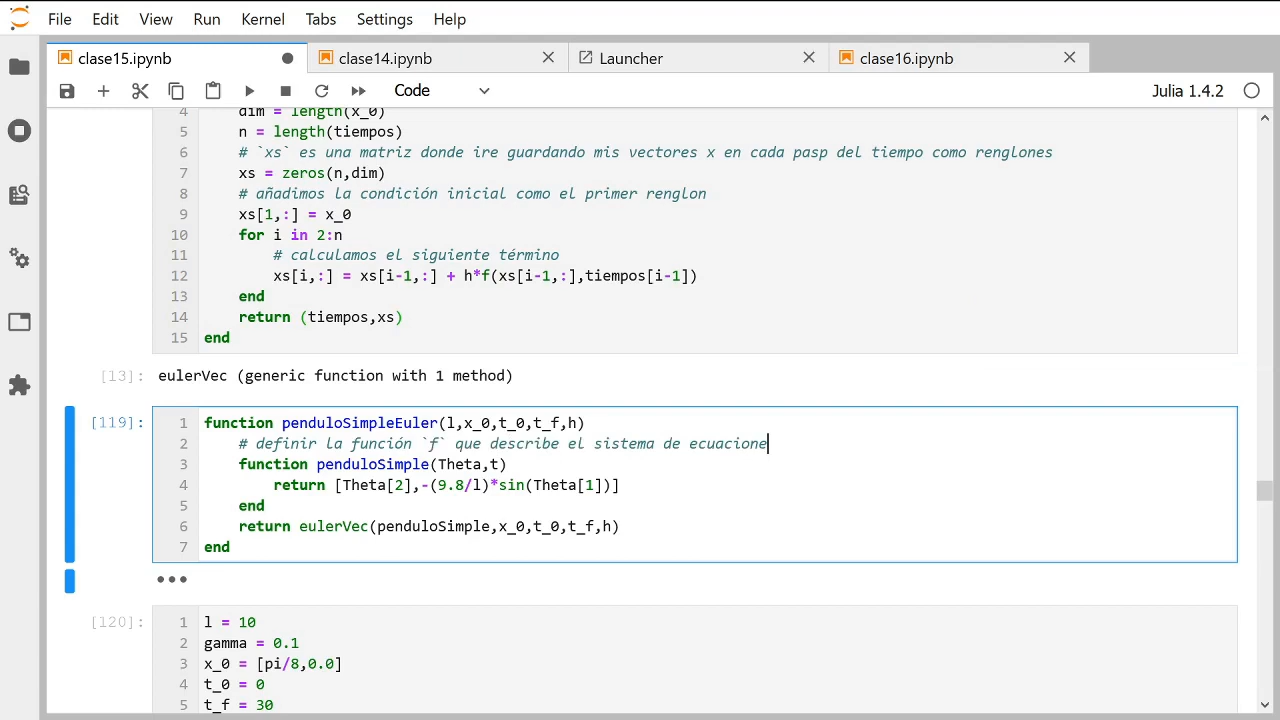 File Edit View Run Kernel Tabs Settings Help
clase15.ipynb clase14.ipynb Launcher clase16.ipynb
Code Julia 1.4.2
4 dim = length(x_0)
5 n = length(tiempos)
6 # `xs` es una matriz donde ire guardando mis vectores x en cada pasp del tiempo como renglones
7 xs = zeros(n,dim)
8 # añadimos la condición inicial como el primer renglon
9 xs[1,:] = x_0
10 for i in 2:n
11 # calculamos el siguiente término
12 xs[i,:] = xs[i-1,:] + h*f(xs[i-1,:],tiempos[i-1])
13 end
14 return (tiempos,xs)
15 end
[13]: eulerVec (generic function with 1 method)
[119]: 1 function penduloSimpleEuler(l,x_0,t_0,t_f,h)
2 # definir la función `f` que describe el sistema de ecuacione
3 function penduloSimple(Theta,t)
4 return [Theta[2],-(9.8/l)*sin(Theta[1])]
5 end
6 return eulerVec(penduloSimple,x_0,t_0,t_f,h)
7 end
[120]: 1 l = 10
2 gamma = 0.1
3 x_0 = [pi/8,0.0]
4 t_0 = 0
5 t_f = 30